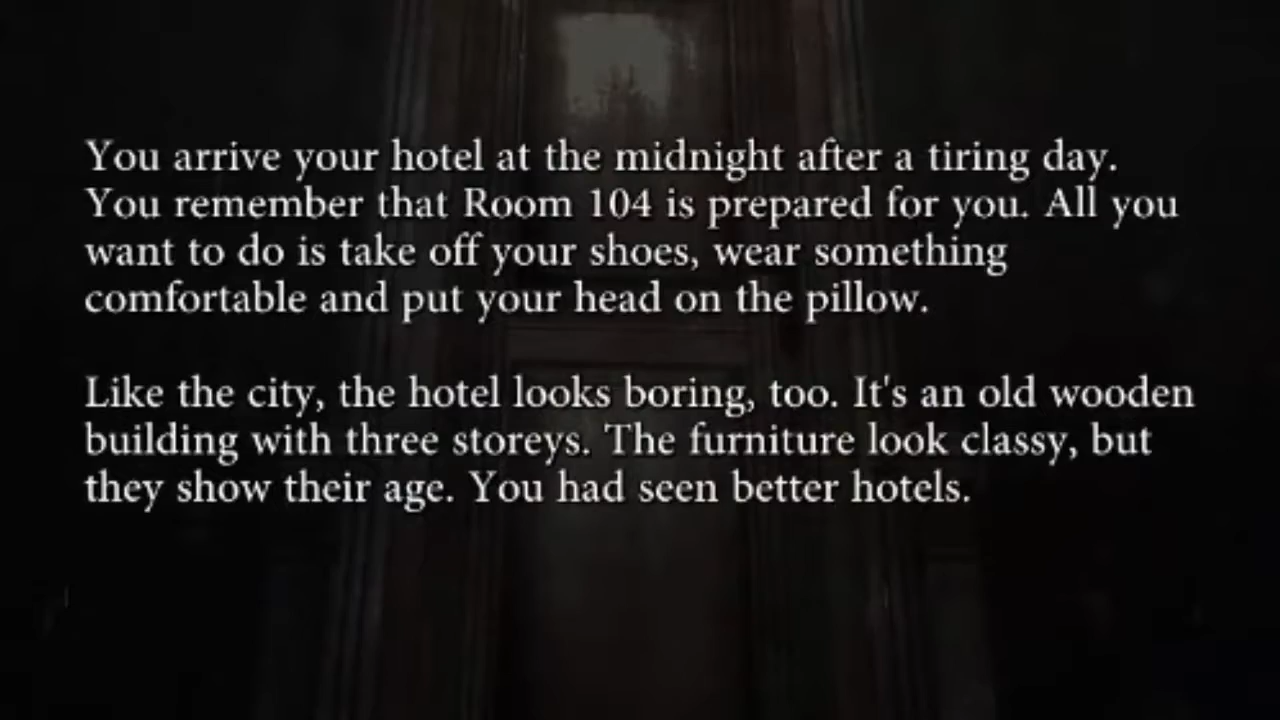 You arrive your hotel at the midnight after a tiring day.
You remember that Room 104 is prepared for you. All you
want to do is take off your shoes, wear something
comfortable and put your head on the pillow.
Like the city, the hotel looks boring, too. It's an old wooden
building with three storeys. The furniture look classy, but
they show their age. You had seen better hotels.